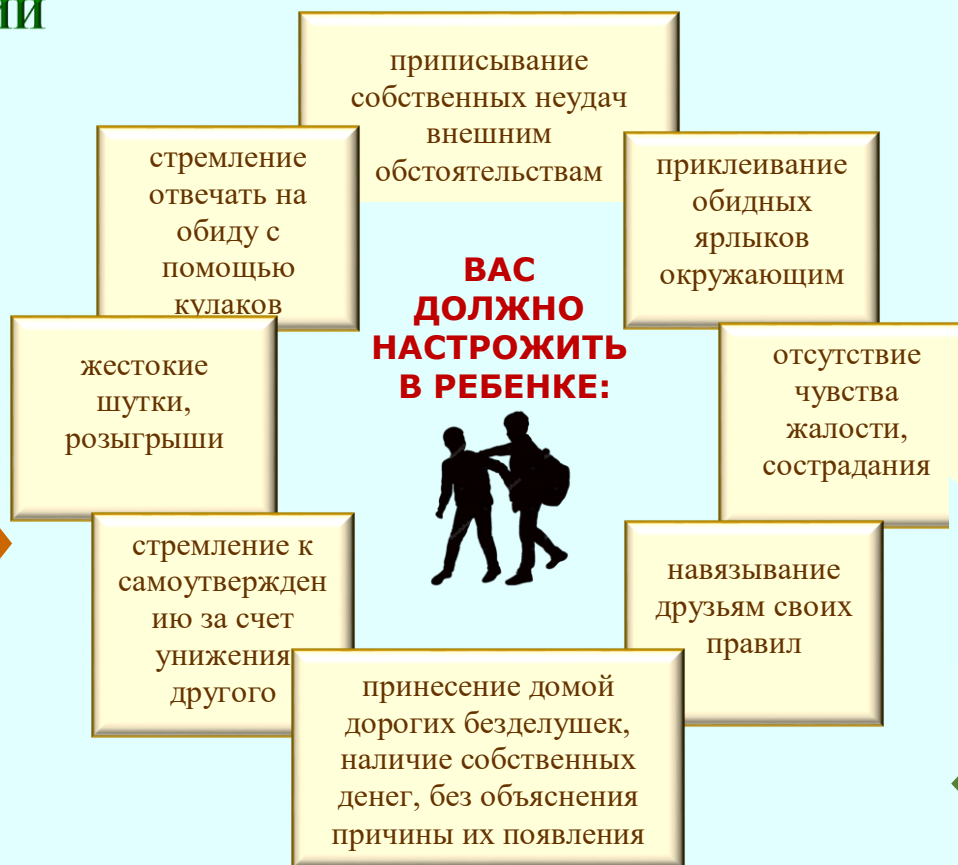 ИИ
приписывание
собственных неудач
внешним
обстоятельствам
стремление
отвечать на
обиду с
помощью
кулаков
приклеивание
обидных
ярлыков
окружающим
ВАС
ДОЛЖНО
НАСТРОЖИТЬ
В РЕБЕНКЕ:
жестокие
шутки,
розыгрыши
отсутствие
чувства
жалости,
сострадания
стремление к
самоутвержден
ию за счет
унижения
другого
навязывание
друзьям своих
правил
принесение домой
дорогих безделушек,
наличие собственных
денег, без объяснения
причины их появления